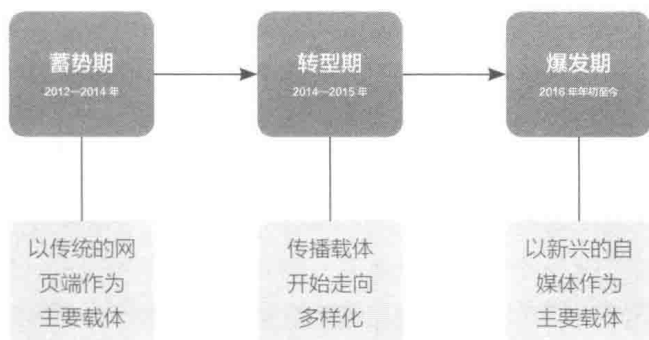 蓄势期
2012—2014 年
转型期
2014—2015 年
爆发期
2016 年年初至今
以传统的网
页端作为
主要载体
传播载体
开始走向
多样化
以新兴的自
媒体作为
主要载体